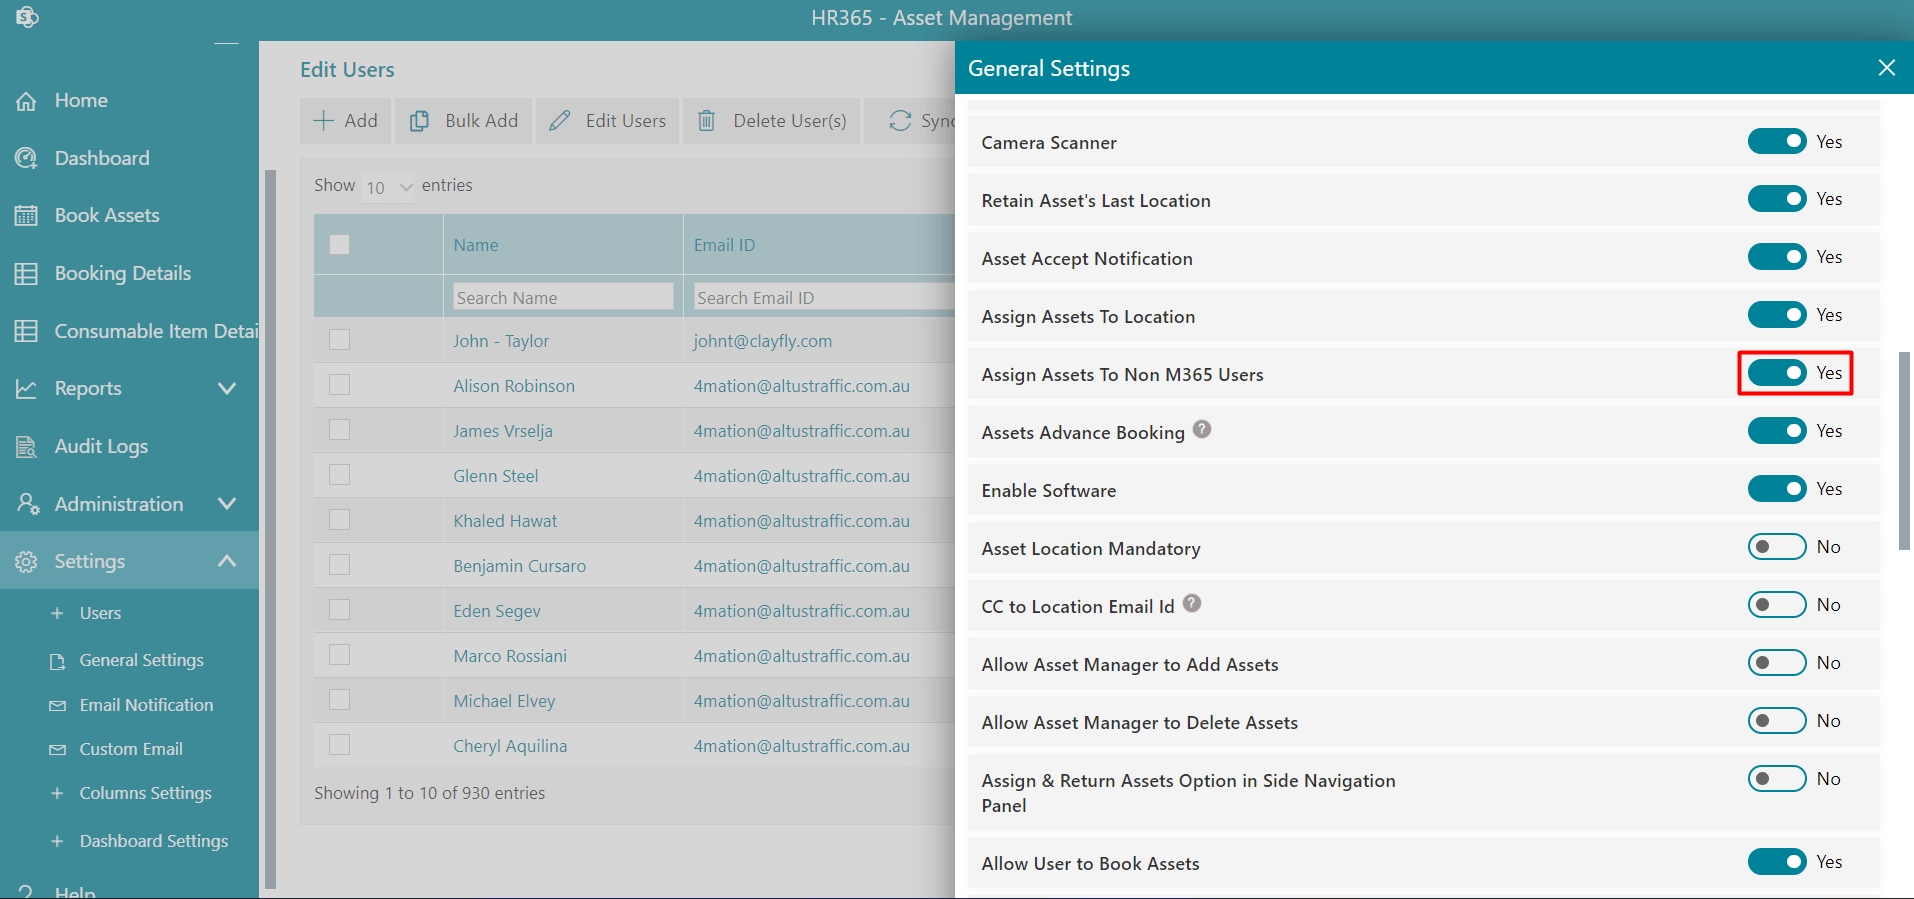 HR365 - Asset Management
Home
Dashboard
Book Assets
Booking Details
Consumable Item Detai
Reports
Audit Logs
Administration
Settings
Users
General Settings
Email Notification
Custom Email
Columns Settings
Dashboard Settings
Help
Edit Users
Add
Bulk Add
Edit Users
Delete User(s)
Sync
Show 10 entries
Name Email ID
Search Name Search Email ID
John - Taylor johnt@clayfly.com
Alison Robinson 4mation@altustraffic.com.au
James Vrselja 4mation@altustraffic.com.au
Glenn Steel 4mation@altustraffic.com.au
Khaled Hawat 4mation@altustraffic.com.au
Benjamin Cursaro 4mation@altustraffic.com.au
Eden Segev 4mation@altustraffic.com.au
Marco Rossiani 4mation@altustraffic.com.au
Michael Elvey 4mation@altustraffic.com.au
Cheryl Aquilina 4mation@altustraffic.com.au
Showing 1 to 10 of 930 entries
General Settings
Camera Scanner Yes
Retain Asset's Last Location Yes
Asset Accept Notification Yes
Assign Assets To Location Yes
Assign Assets To Non M365 Users Yes
Assets Advance Booking ? Yes
Enable Software Yes
Asset Location Mandatory No
CC to Location Email Id ? No
Allow Asset Manager to Add Assets No
Allow Asset Manager to Delete Assets No
Assign & Return Assets Option in Side Navigation No
Panel
Allow User to Book Assets Yes